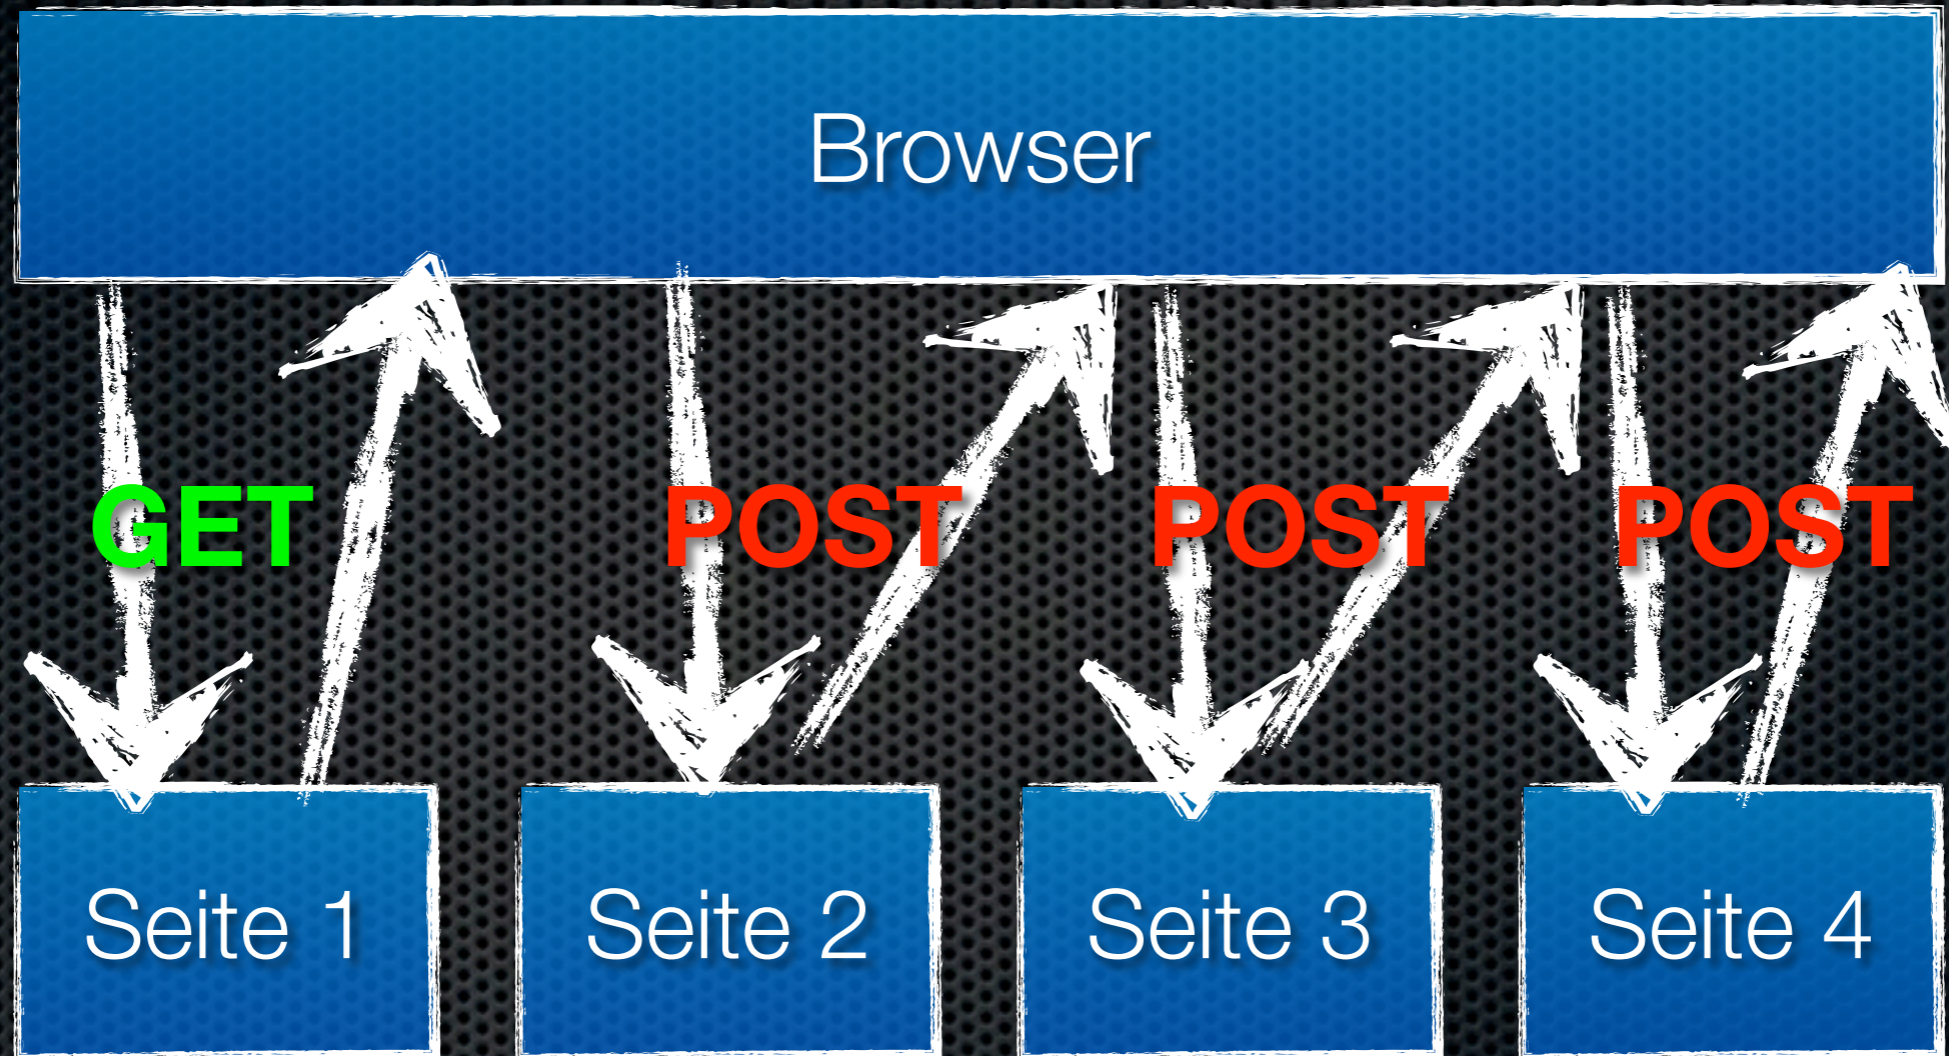 Browser
GET POST POST POST
Seite 1 Seite 2 Seite 3 Seite 4